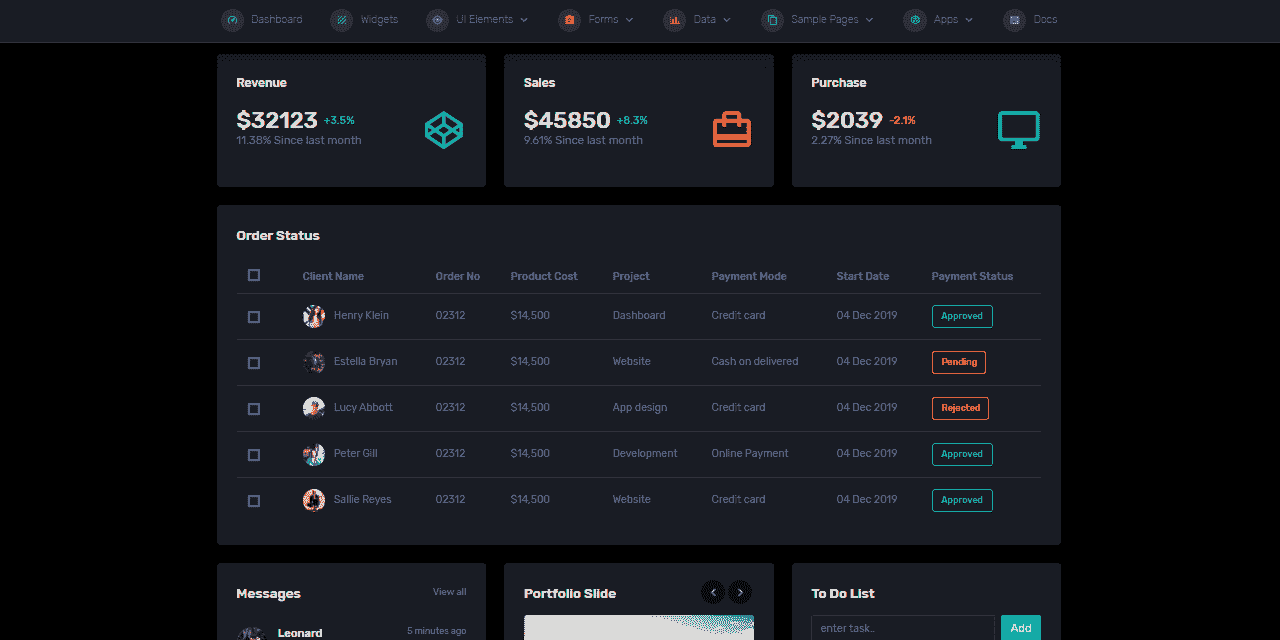 Dashboard Widgets UI Elements Forms Data Sample Pages Apps Docs
Revenue Sales Purchase
$32123 +3.5% $45850 +8.3% $2039 -2.1%
11.38% Since last month 9.61% Since last month 2.27% Since last month
Order Status
Client Name Order No Product Cost Project Payment Mode Start Date Payment Status
Henry Klein 02312 $14,500 Dashboard Credit card 04 Dec 2019 Approved
Estella Bryan 02312 $14,500 Website Cash on delivered 04 Dec 2019 Pending
Lucy Abbott 02312 $14,500 App design Credit card 04 Dec 2019 Rejected
Peter Gill 02312 $14,500 Development Online Payment 04 Dec 2019 Approved
Sallie Reyes 02312 $14,500 Website Credit card 04 Dec 2019 Approved
Messages View all Portfolio Slide To Do List
Leonard 5 minutes ago enter task.. Add